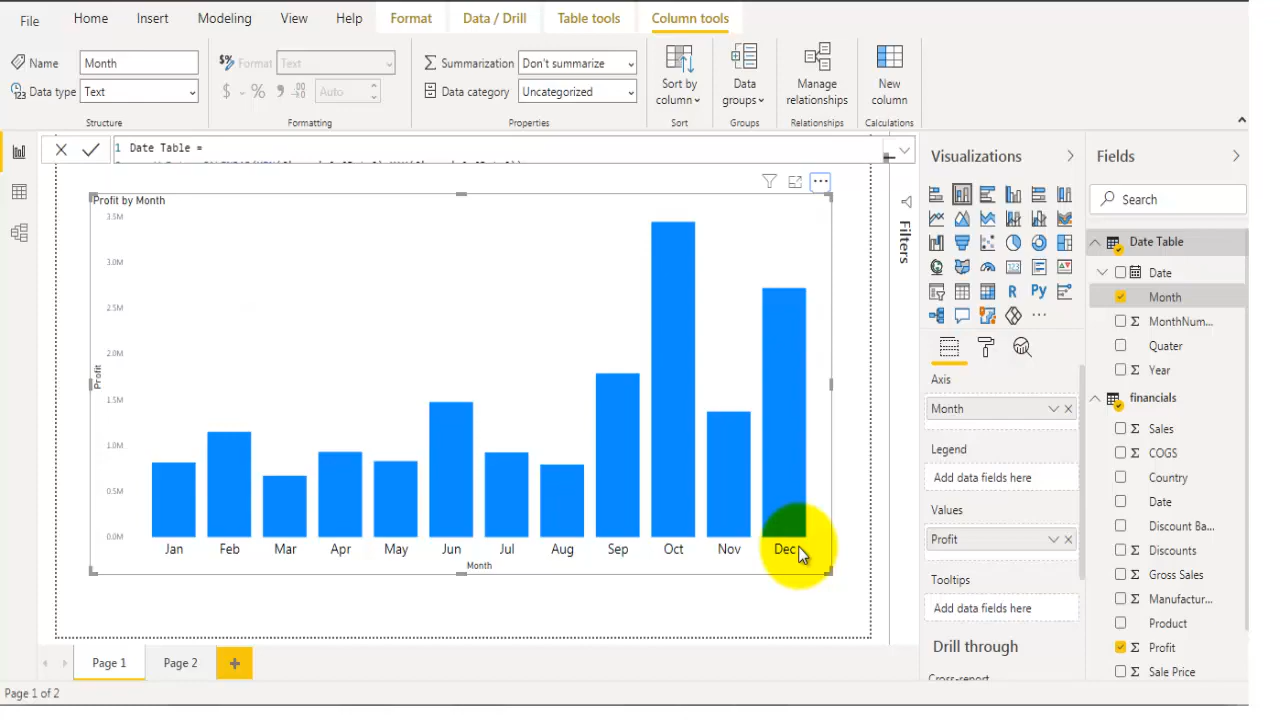 File Home Insert Modeling View Help Format Data / Drill Table tools Column tools
Name Month
Data type Text
Structure
Format Text
$ % 9 Auto
Formatting
Summarization Don't summarize
Data category Uncategorized
Properties
Sort by
column
Sort
Data
groups
Groups
Manage
relationships
Relationships
New
column
Calculations
1 Date Table =
Profit by Month
3.5M
3.0M
2.5M
2.0M
1.5M
1.0M
0.5M
0.0M
Profit
Jan Feb Mar Apr May Jun Jul Aug Sep Oct Nov Dec
Month
Filters
Visualizations
R Py
123
Axis
Month
Legend
Add data fields here
Values
Profit
Tooltips
Add data fields here
Drill through
Cross-report
Fields
Search
Date Table
Date
Month
MonthNum...
Quater
Year
financials
Sales
COGS
Country
Date
Discount Ba...
Discounts
Gross Sales
Manufactur...
Product
Profit
Sale Price
Page 1 Page 2 +
Page 1 of 2